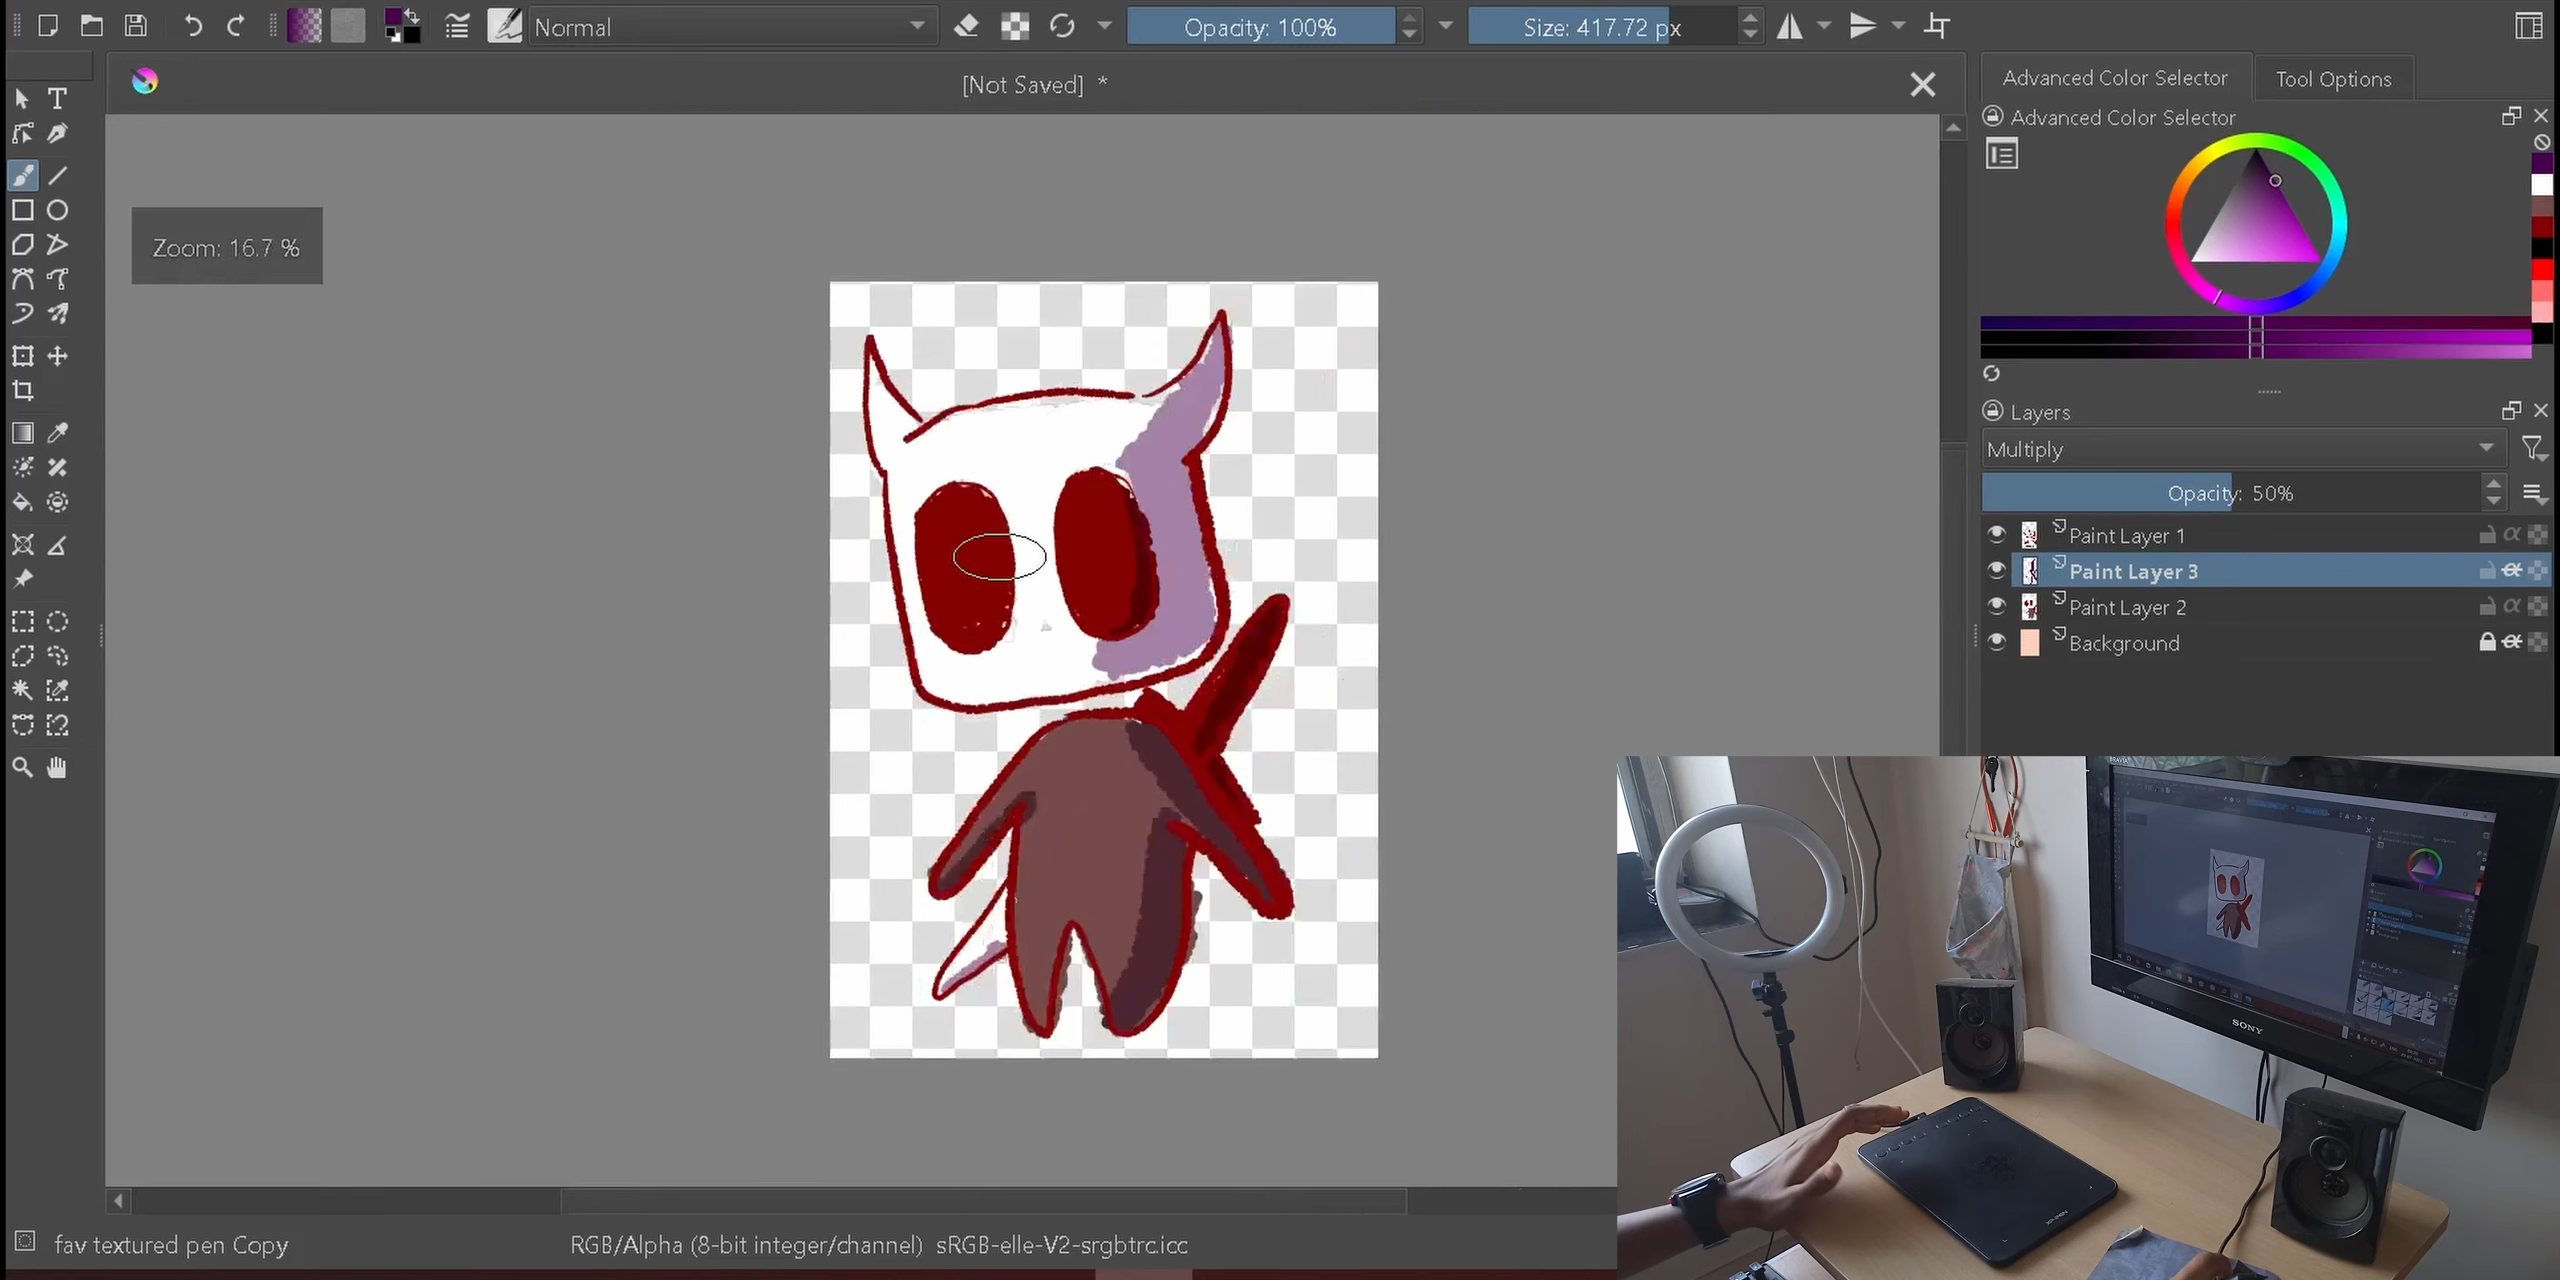 Normal
Opacity: 100%
Size: 417.72 px
[Not Saved] *
Advanced Color Selector
Tool Options
Advanced Color Selector
Zoom: 16.7 %
Layers
Multiply
Opacity: 50%
Paint Layer 1
Paint Layer 3
Paint Layer 2
Background
BRAVIA
SONY
fav textured pen Copy
RGB/Alpha (8-bit integer/channel) sRGB-elle-V2-srgbtrc.icc